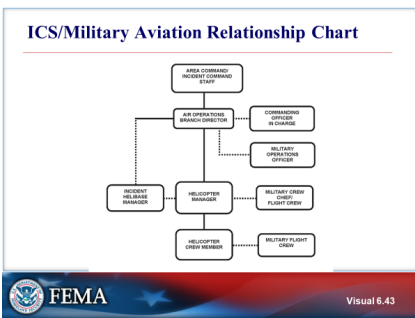 ICS/Military Aviation Relationship Chart
AREA COMMAND/
INCIDENT COMMAND
STAFF
AIR OPERATIONS
BRANCH DIRECTOR
COMMANDING
OFFICER
IN CHARGE
MILITARY
OPERATIONS
OFFICER
INCIDENT
HELIBASE
MANAGER
HELICOPTER
MANAGER
MILITARY CREW
CHIEF/
FLIGHT CREW
HELICOPTER
CREW MEMBER
MILITARY FLIGHT
CREW
FEMA
Visual 6.43